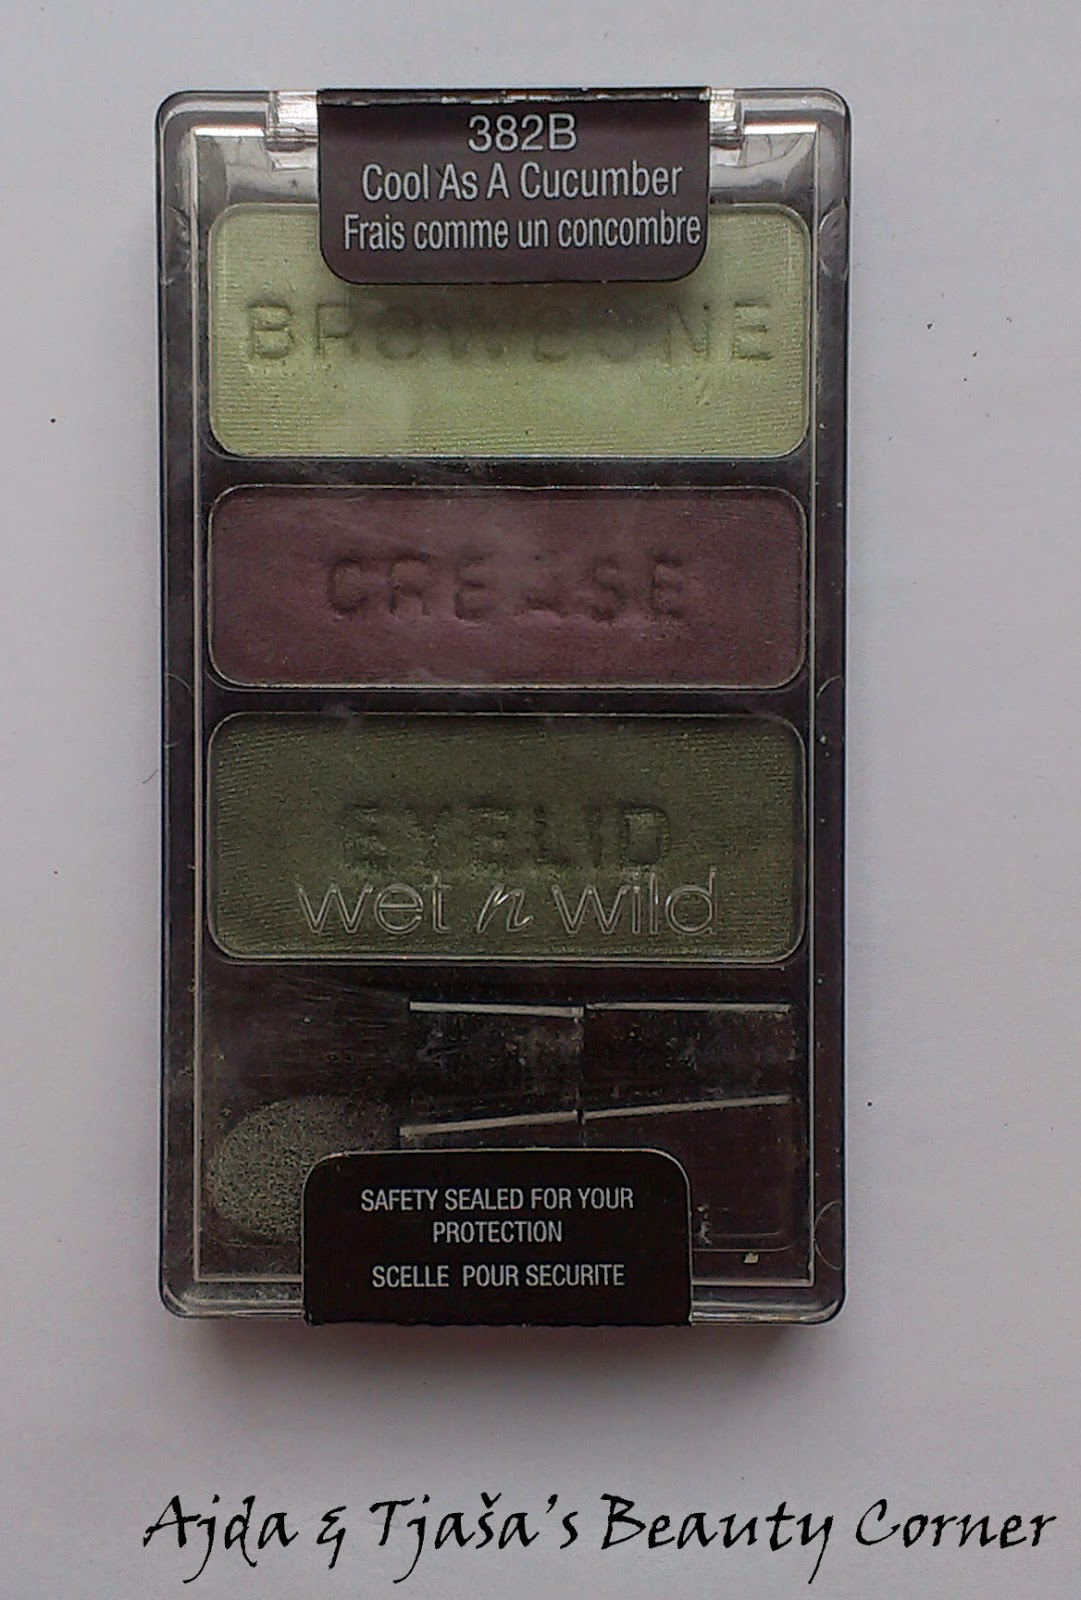 382B
Cool As A Cucumber
Frais comme un concombre
BROWBONE
CREASE
EYELID
wet n wild
SAFETY SEALED FOR YOUR
PROTECTION
SCELLE POUR SECURITE
Ajda & Tjaša's Beauty Corner